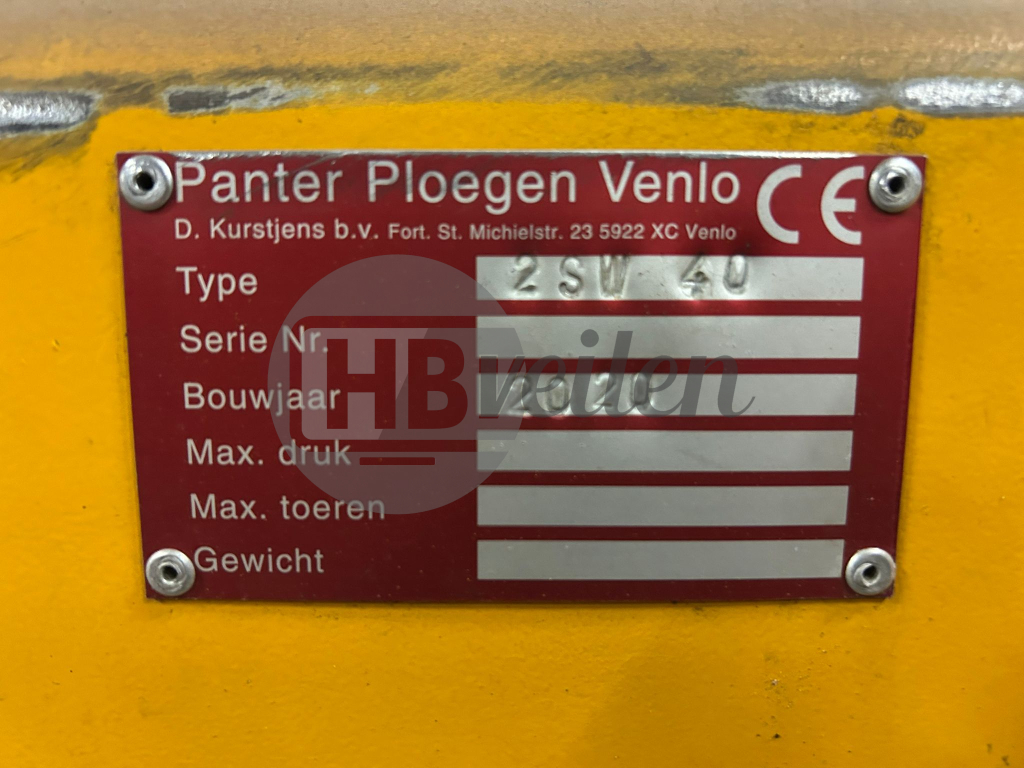 Panter Ploegen Venlo CE
D. Kurstjens b.v. Fort. St. Michielstr. 23 5922 XC Venlo
Type 2SW 40
Serie Nr.
Bouwjaar 2020
Max. druk
Max. toeren
Gewicht
HBveilen